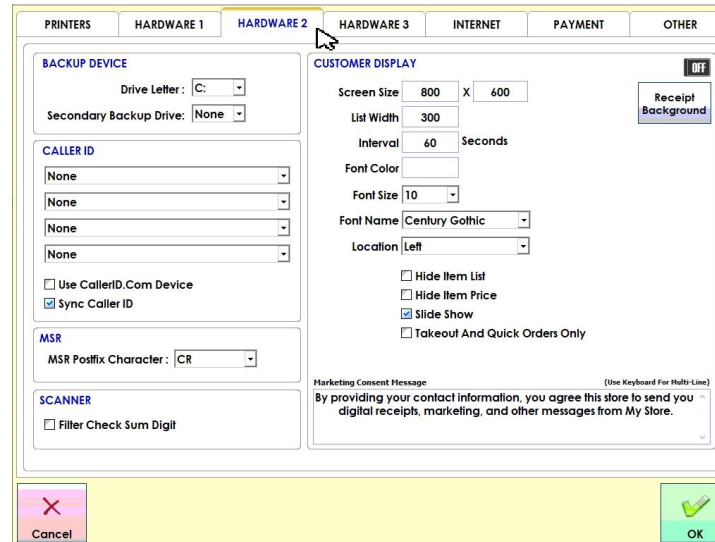 PRINTERS HARDWARE 1 HARDWARE 2 HARDWARE 3 INTERNET PAYMENT OTHER
BACKUP DEVICE
Drive Letter : C:
Secondary Backup Drive: None
CALLER ID
None
None
None
None
Use CallerID.Com Device
Sync Caller ID
MSR
MSR Postfix Character : CR
SCANNER
Filter Check Sum Digit
CUSTOMER DISPLAY
OFF
Screen Size 800 X 600
Receipt
Background
List Width 300
Interval 60 Seconds
Font Color
Font Size 10
Font Name Century Gothic
Location Left
Hide Item List
Hide Item Price
Slide Show
Takeout And Quick Orders Only
Marketing Consent Message (Use Keyboard For Multi-Line)
By providing your contact information, you agree this store to send you
digital receipts, marketing, and other messages from My Store.
Cancel
OK